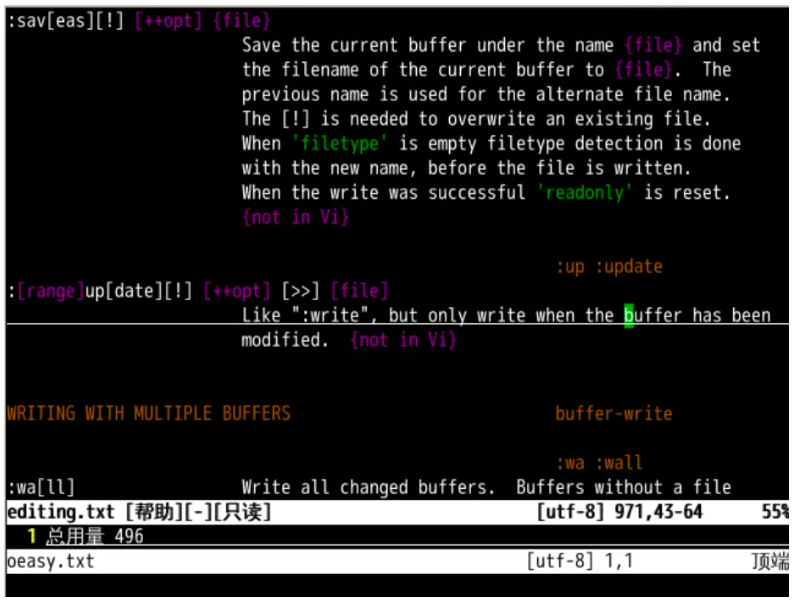 :sav[eas][!] [++opt] {file}
Save the current buffer under the name {file} and set
the filename of the current buffer to {file}.  The
previous name is used for the alternate file name.
The [!] is needed to overwrite an existing file.
When 'filetype' is empty filetype detection is done
with the new name, before the file is written.
When the write was successful 'readonly' is reset.
{not in Vi}
:up :update
:[range]up[date][!] [++opt] [>>] [file]
Like ":write", but only write when the buffer has been
modified.  {not in Vi}
WRITING WITH MULTIPLE BUFFERS buffer-write
:wa :wall
:wa[ll] Write all changed buffers.  Buffers without a file
editing.txt [帮助][-][只读] [utf-8] 971,43-64 55%
1 总用量 496
oeasy.txt [utf-8] 1,1 顶端